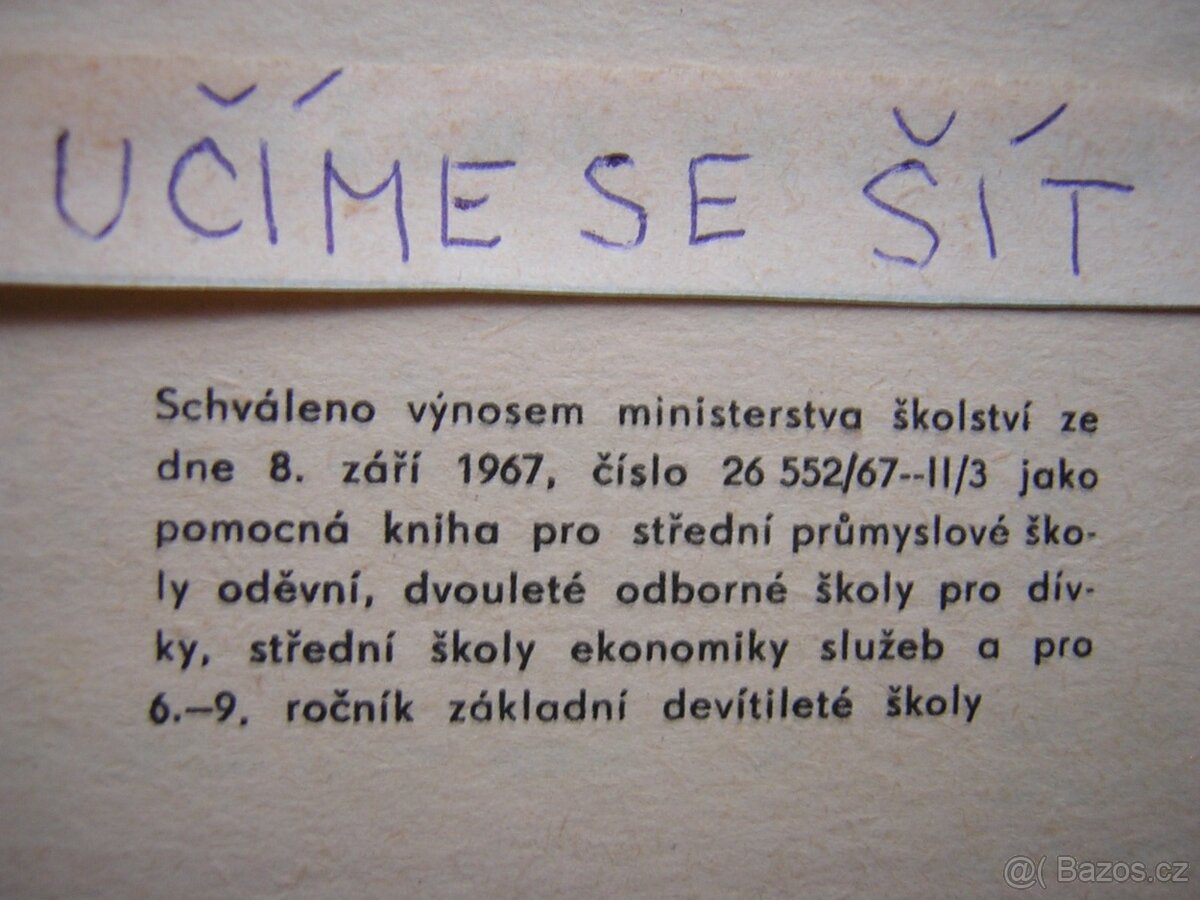 UČÍME SE ŠÍT
Schváleno výnosem ministerstva školství ze
dne 8. září 1967, číslo 26 552/67--II/3 jako
pomocná kniha pro střední průmyslové ško-
ly oděvní, dvouleté odborné školy pro dív-
ky, střední školy ekonomiky služeb a pro
6.–9. ročník základní devítileté školy
@( Bazos.cz